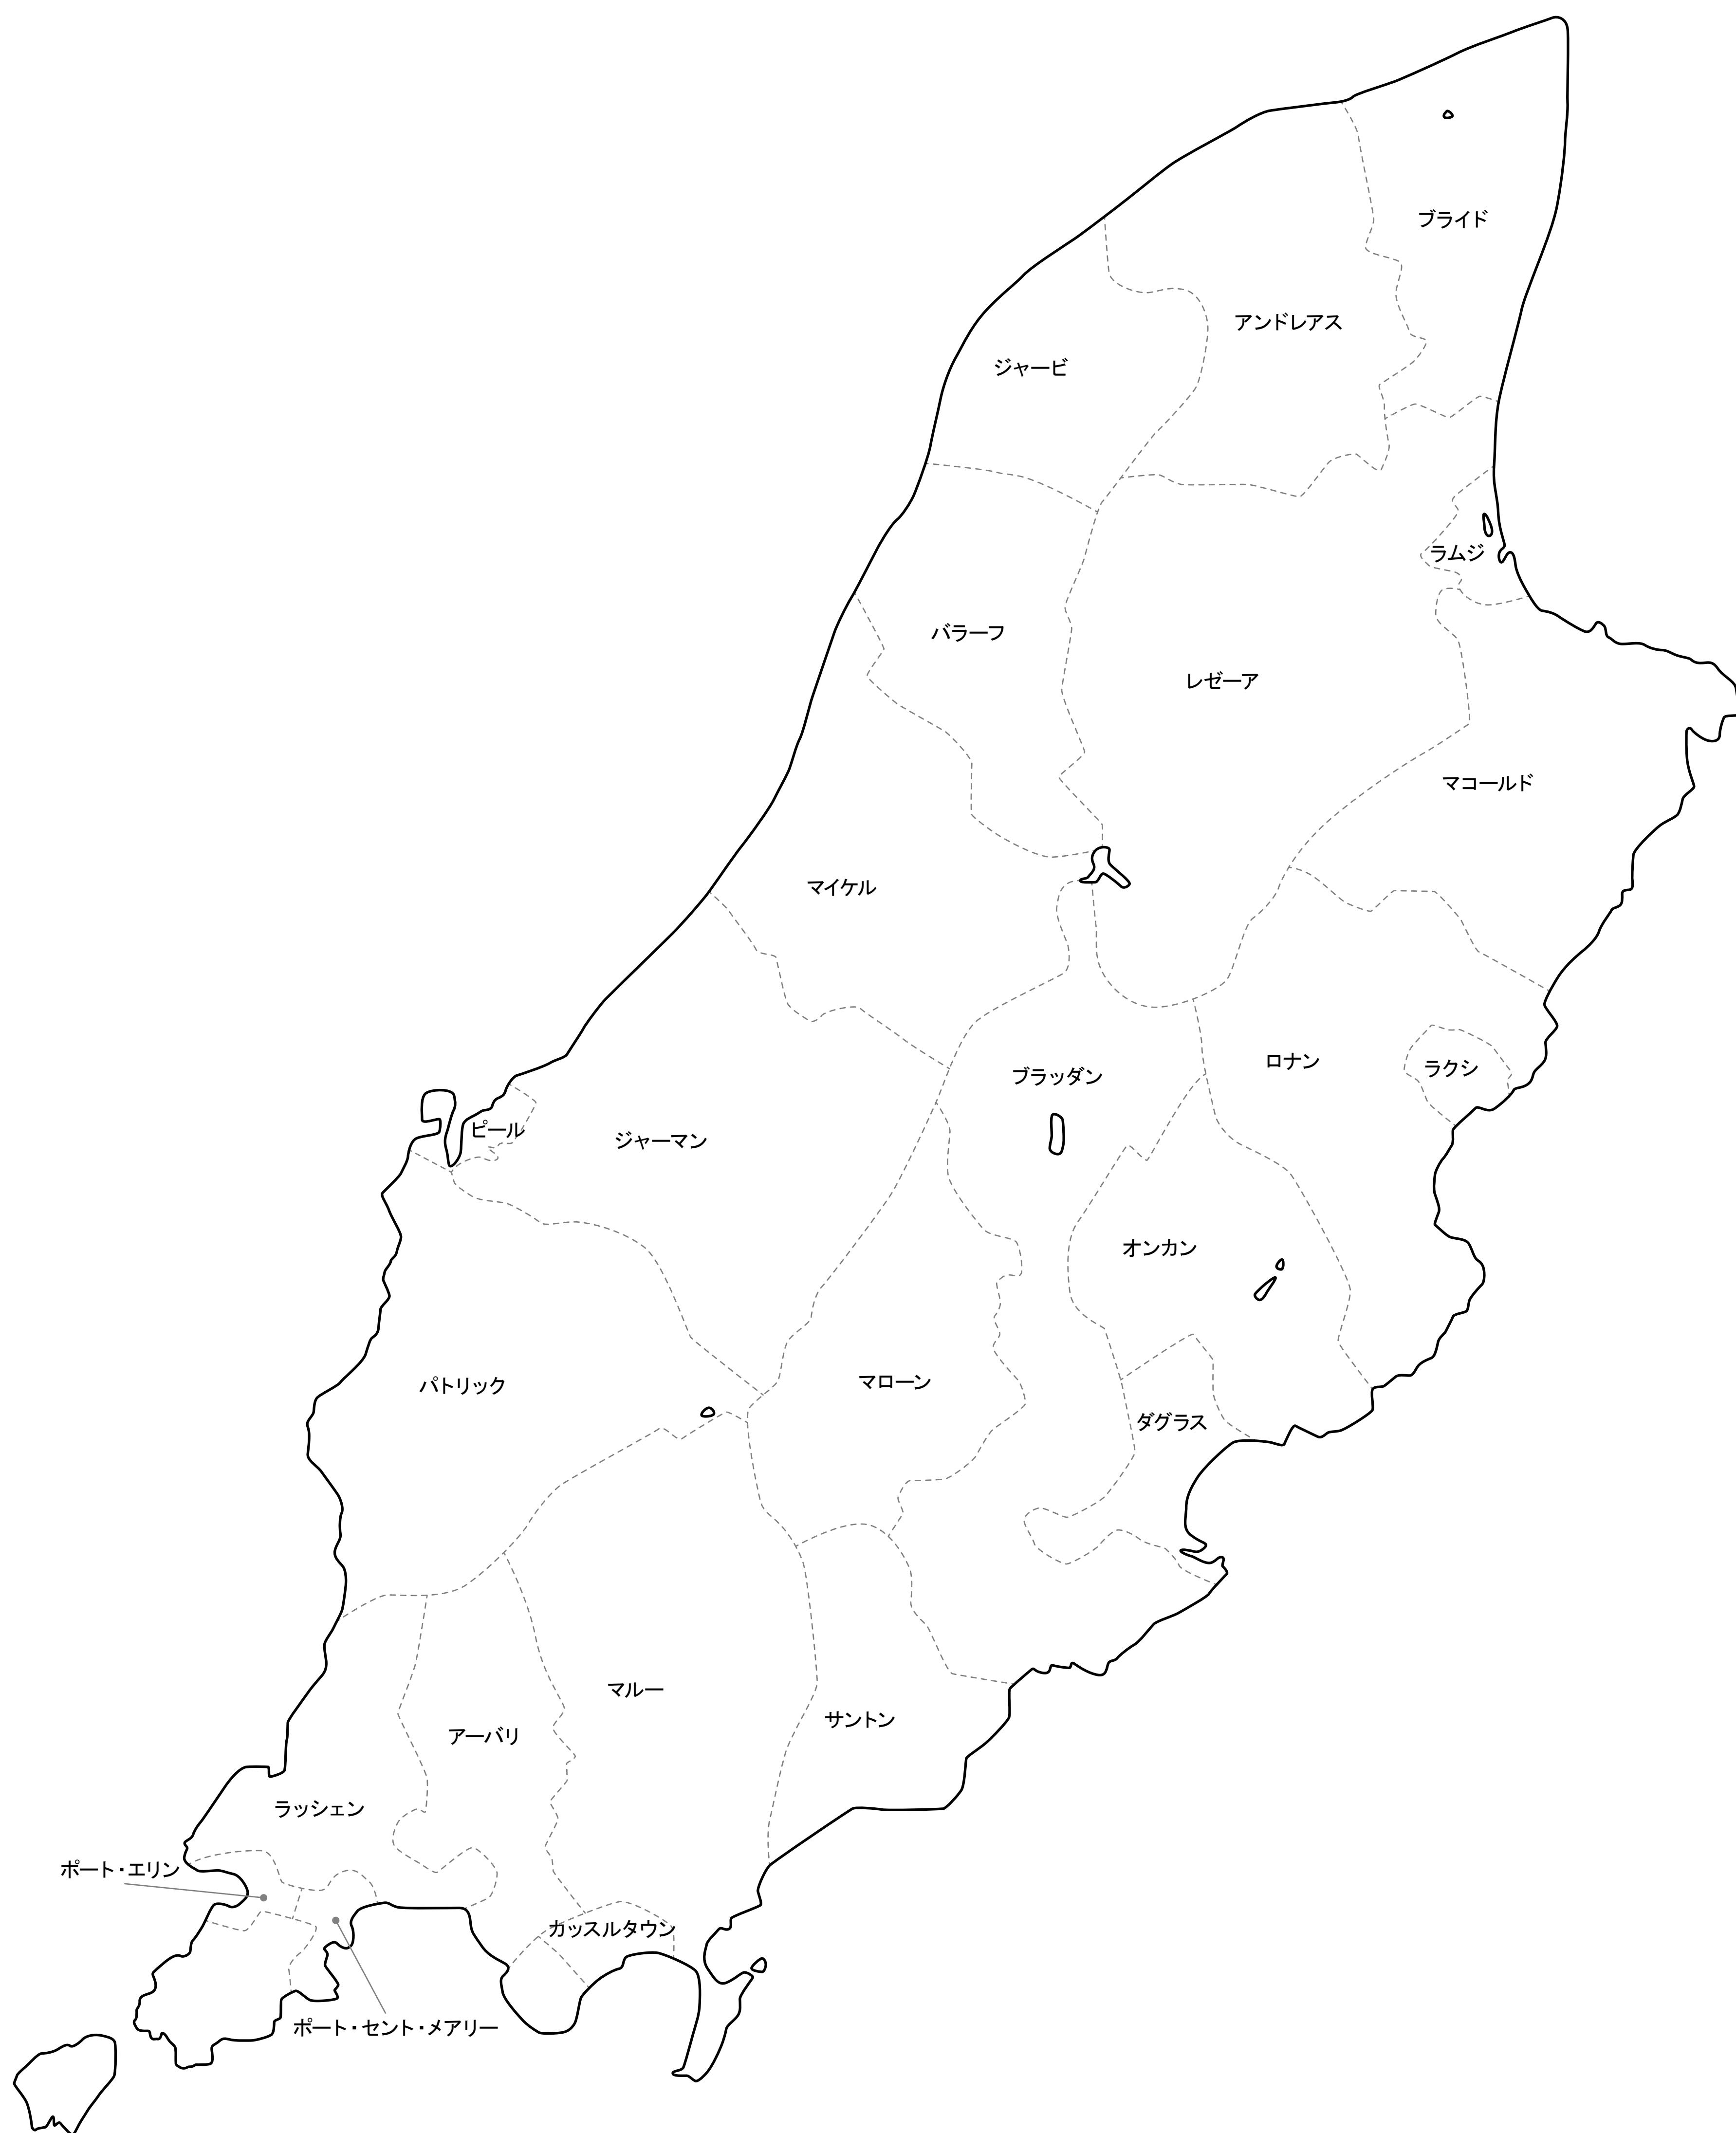 ブライド
アンドレアス
ジャービ
ラムジ
バラーフ
レゼーア
マコールド
マイケル
ブラッダン
ロナン
ラクシ
ピール
ジャーマン
オンカン
パトリック
マローン
ダグラス
マルー
サントン
アーバリ
ラッシェン
ポート・エリン
カッスルタウン
ポート・セント・メアリー